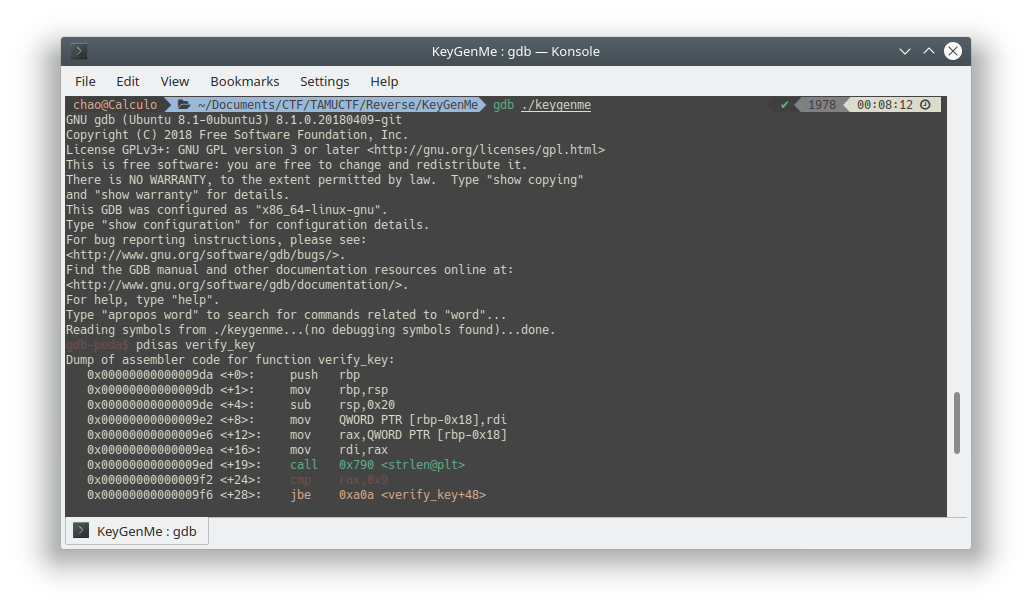 KeyGenMe : gdb — Konsole
File Edit View Bookmarks Settings Help
chao@Calculo ~/Documents/CTF/TAMUCTF/Reverse/KeyGenMe gdb ./keygenme ✔ 1978 00:08:12
GNU gdb (Ubuntu 8.1-0ubuntu3) 8.1.0.20180409-git
Copyright (C) 2018 Free Software Foundation, Inc.
License GPLv3+: GNU GPL version 3 or later <http://gnu.org/licenses/gpl.html>
This is free software: you are free to change and redistribute it.
There is NO WARRANTY, to the extent permitted by law.  Type "show copying"
and "show warranty" for details.
This GDB was configured as "x86_64-linux-gnu".
Type "show configuration" for configuration details.
For bug reporting instructions, please see:
<http://www.gnu.org/software/gdb/bugs/>.
Find the GDB manual and other documentation resources online at:
<http://www.gnu.org/software/gdb/documentation/>.
For help, type "help".
Type "apropos word" to search for commands related to "word"...
Reading symbols from ./keygenme...(no debugging symbols found)...done.
gdb-peda$ pdisas verify_key
Dump of assembler code for function verify_key:
0x00000000000009da <+0>: push rbp
0x00000000000009db <+1>: mov rbp,rsp
0x00000000000009de <+4>: sub rsp,0x20
0x00000000000009e2 <+8>: mov QWORD PTR [rbp-0x18],rdi
0x00000000000009e6 <+12>: mov rax,QWORD PTR [rbp-0x18]
0x00000000000009ea <+16>: mov rdi,rax
0x00000000000009ed <+19>: call 0x790 <strlen@plt>
0x00000000000009f2 <+24>: cmp rax,0x9
0x00000000000009f6 <+28>: jbe 0xa0a <verify_key+48>
KeyGenMe : gdb